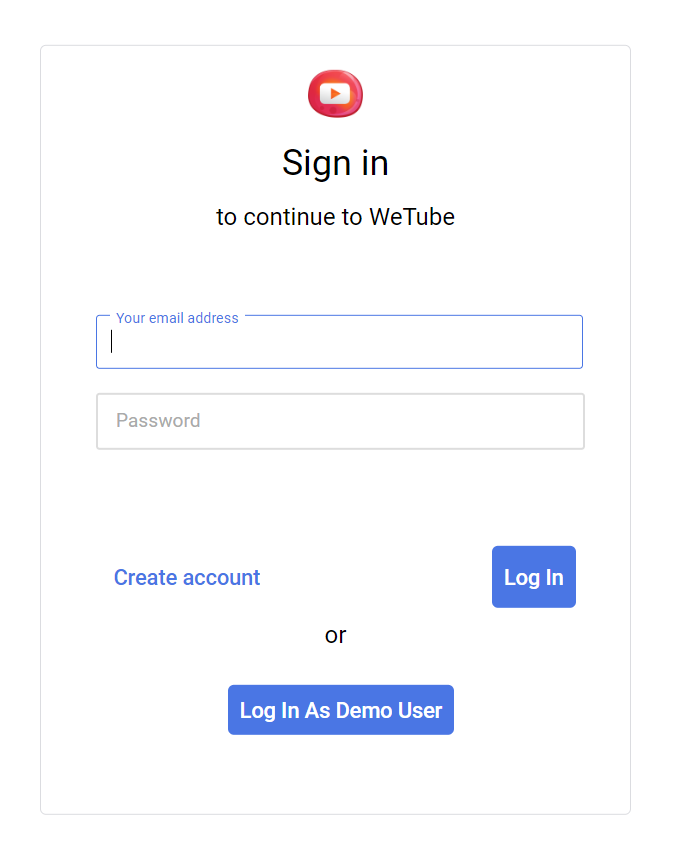 Sign in
to continue to WeTube
Your email address
Password
Create account
Log In
or
Log In As Demo User